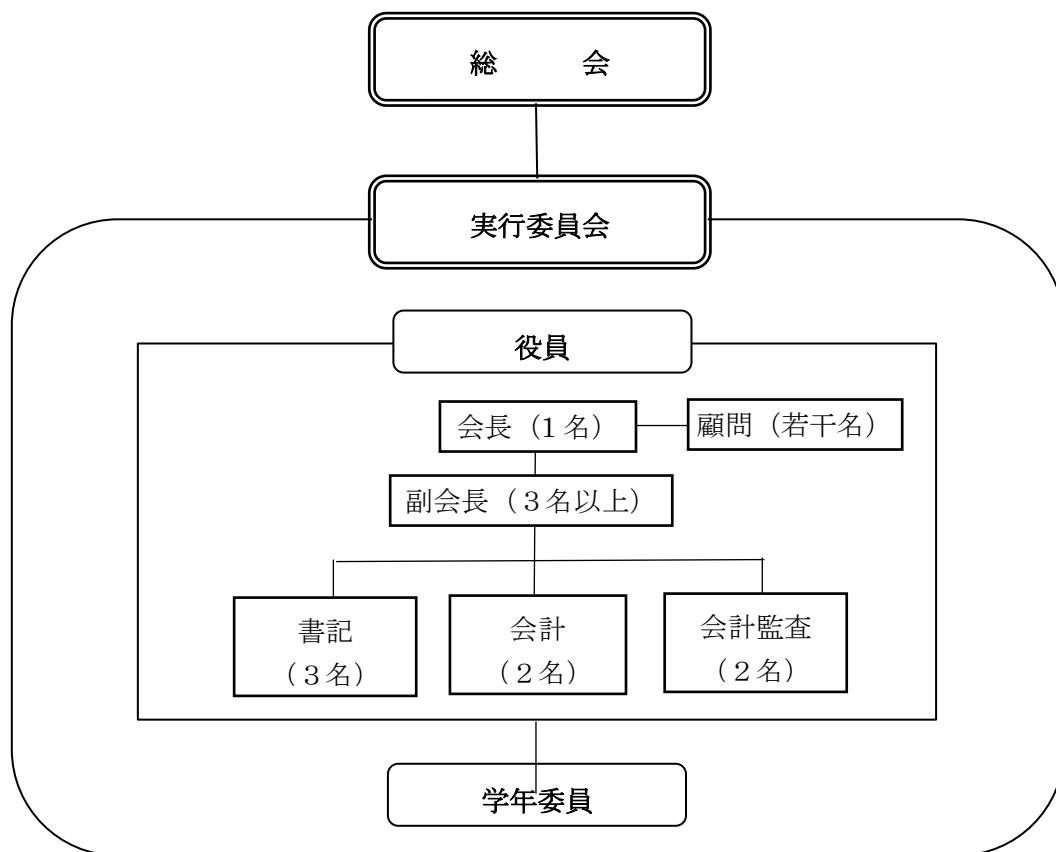 総　　　会
実行委員会
役員
会長（1名）
顧問（若干名）
副会長（３名以上）
書記
（３名）
会計
（２名）
会計監査
（２名）
学年委員